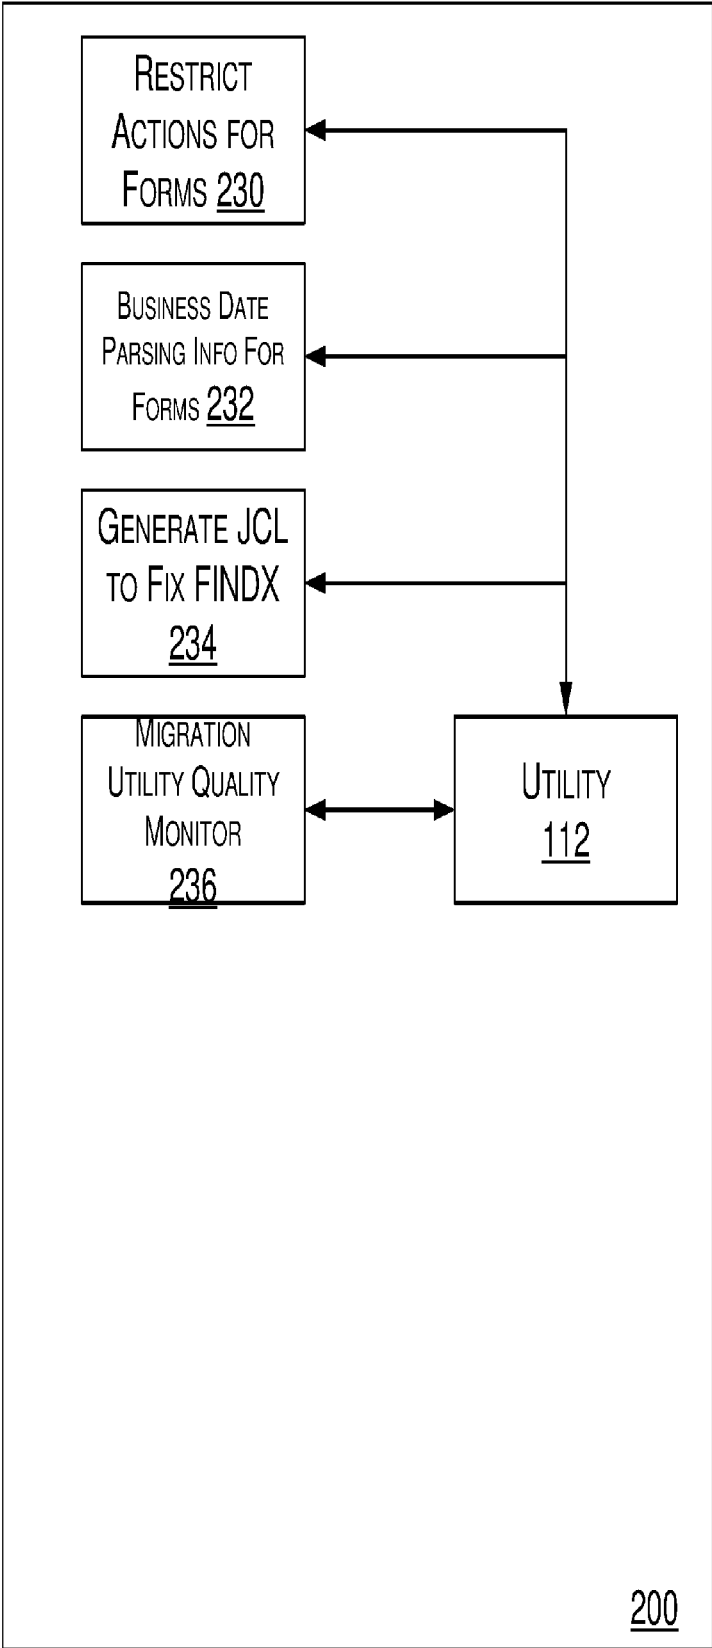 RESTRICT
ACTIONS FOR
FORMS 230
BUSINESS DATE
PARSING INFO FOR
FORMS 232
GENERATE JCL
TO FIX FINDX
234
MIGRATION
UTILITY QUALITY
MONITOR
236
UTILITY
112
200